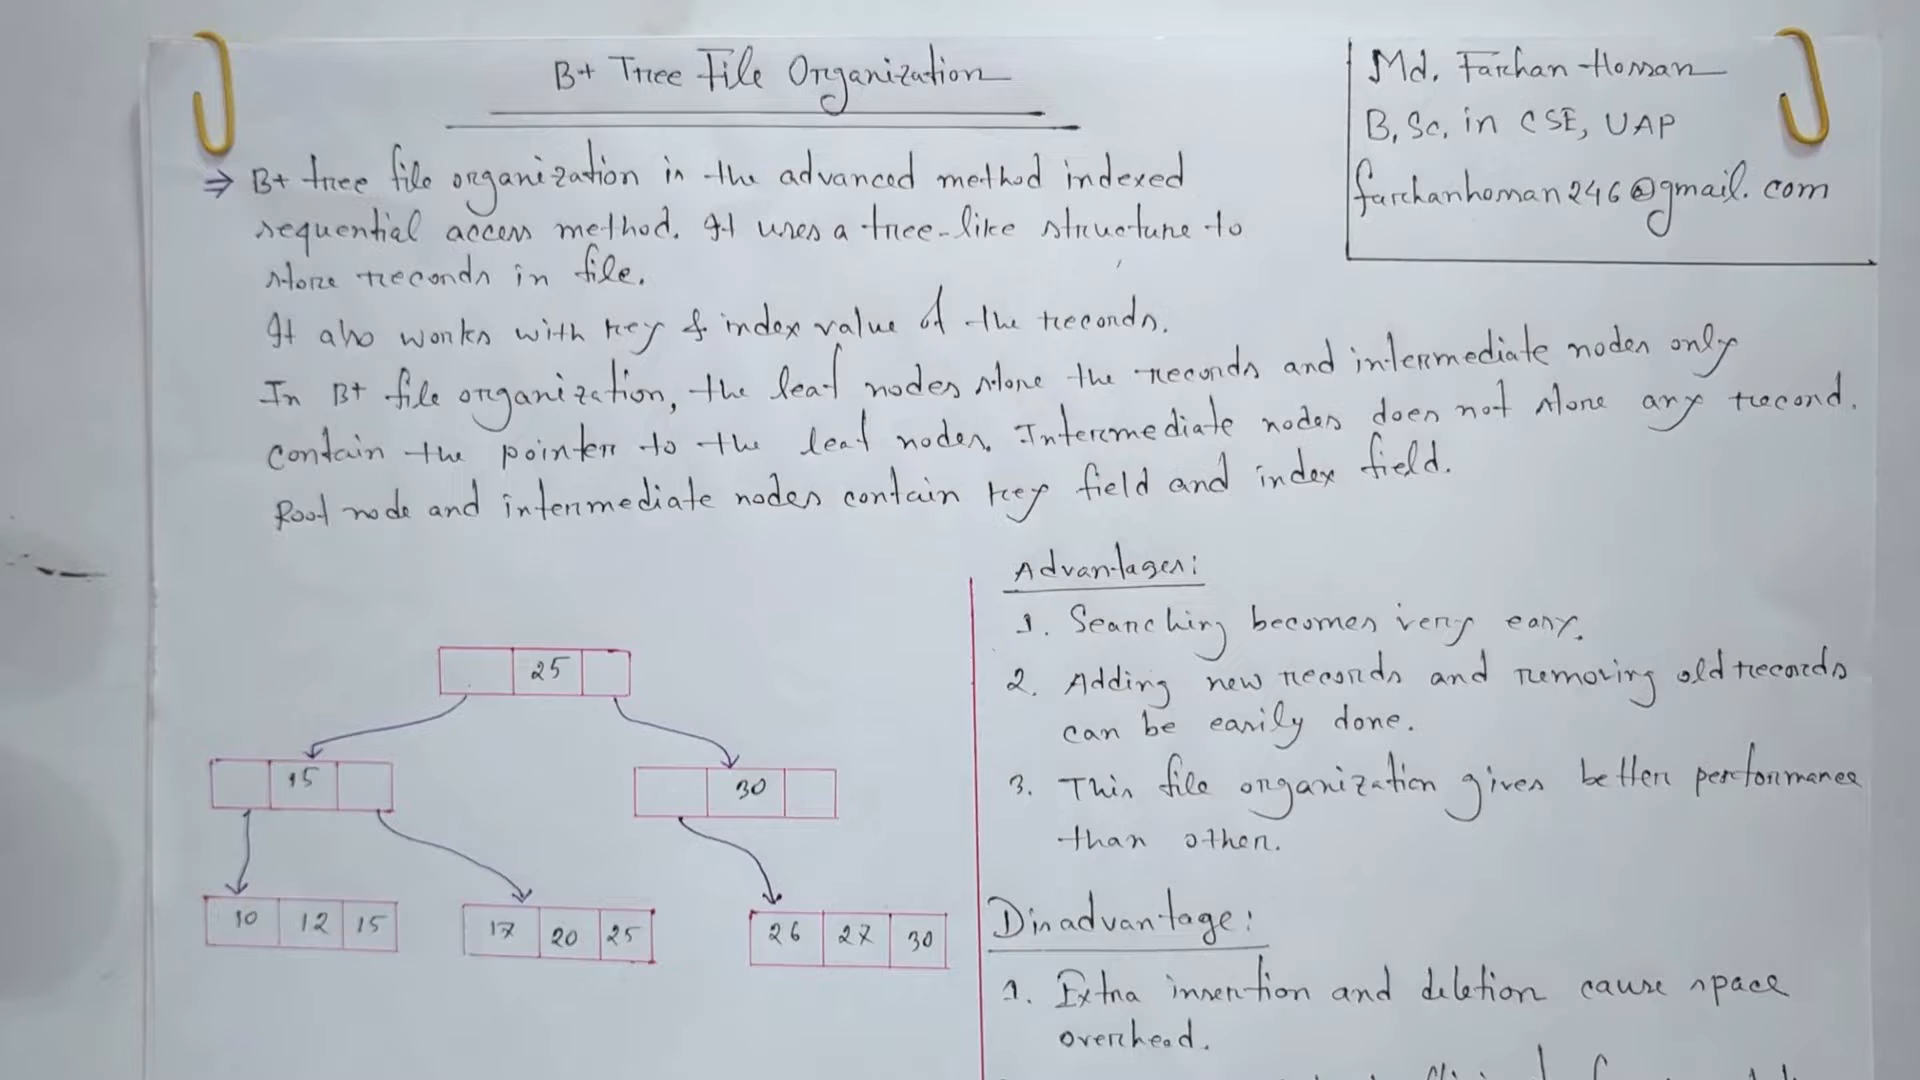 B+ Tree File Organization
Md. Farhan Hossan
B.Sc. in CSE, UAP
farhanhossan246@gmail.com
⇒ B+ tree file organization is the advanced method indexed
sequential access method. It uses a tree-like structure to
store records in file.
It also works with key & index value of the records.
In B+ file organization, the leaf nodes store the records and intermediate nodes only
contain the pointer to the leaf nodes. Intermediate nodes does not store any record.
Root node and intermediate nodes contain key field and index field.
25
15
30
10 12 15
17 20 25
26 27 30
Advantages:
1. Searching becomes very easy.
2. Adding new records and removing old records
can be easily done.
3. This file organization gives better performance
than other.
Disadvantage:
1. Extra insertion and deletion cause space
overhead.